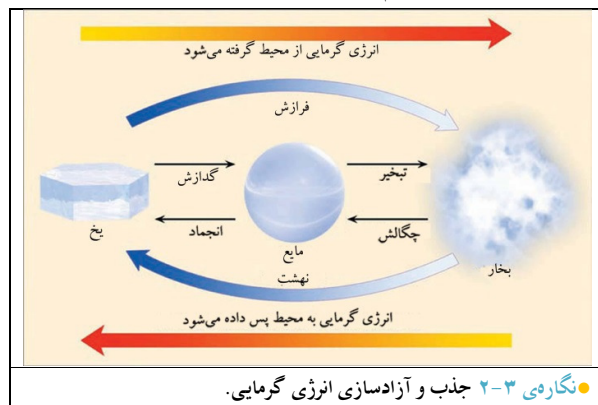 انرژی گرمایی از محیط گرفته می‌شود
فرازش
گدازش
تبخیر
یخ
انجماد
مایع
چگالش
بخار
نهشتِ
انرژی گرمایی به محیط پس داده می‌شود
نگاره‌ی ۳-۲ جذب و آزادسازی انرژی گرمایی.